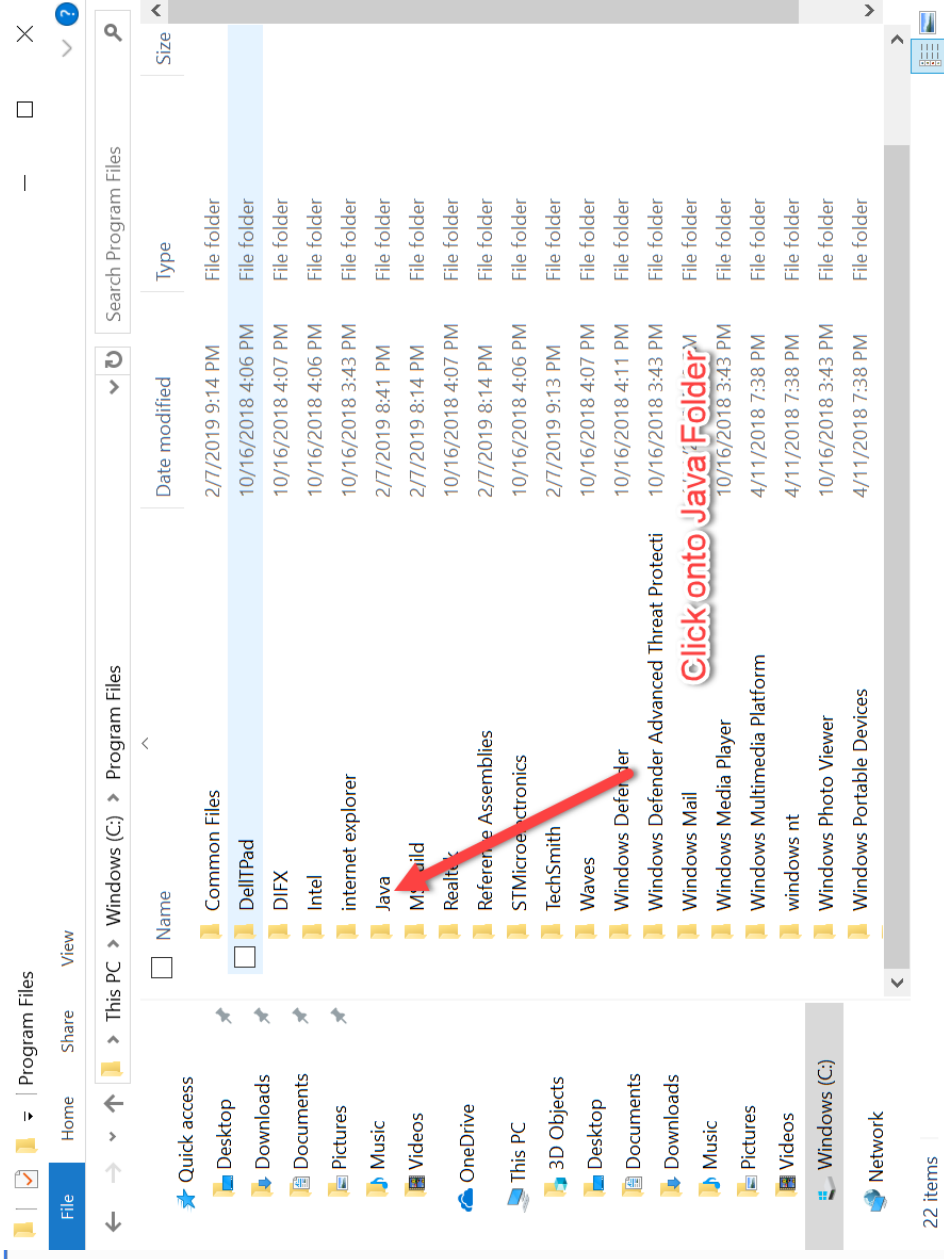 Program Files
File Home Share View
This PC Windows (C:) Program Files Search Program Files
Name Date modified Type Size
Quick access
Desktop
Downloads
Documents
Pictures
Music
Videos
OneDrive
This PC
3D Objects
Desktop
Documents
Downloads
Music
Pictures
Videos
Windows (C:)
Network
Common Files 2/7/2019 9:14 PM File folder
DellTPad 10/16/2018 4:06 PM File folder
DIFX 10/16/2018 4:07 PM File folder
Intel 10/16/2018 4:06 PM File folder
internet explorer 10/16/2018 3:43 PM File folder
Java 2/7/2019 8:41 PM File folder
MSBuild 2/7/2019 8:14 PM File folder
Realtek 10/16/2018 4:07 PM File folder
Reference Assemblies 2/7/2019 8:14 PM File folder
STMicroelectronics 10/16/2018 4:06 PM File folder
TechSmith 2/7/2019 9:13 PM File folder
Waves 10/16/2018 4:07 PM File folder
Windows Defender 10/16/2018 4:11 PM File folder
Windows Defender Advanced Threat Protecti 10/16/2018 3:43 PM File folder
Windows Mail File folder
Click onto Java Folder
Windows Media Player 10/16/2018 3:43 PM File folder
Windows Multimedia Platform 4/11/2018 7:38 PM File folder
windows nt 4/11/2018 7:38 PM File folder
Windows Photo Viewer 10/16/2018 3:43 PM File folder
Windows Portable Devices 4/11/2018 7:38 PM File folder
22 items